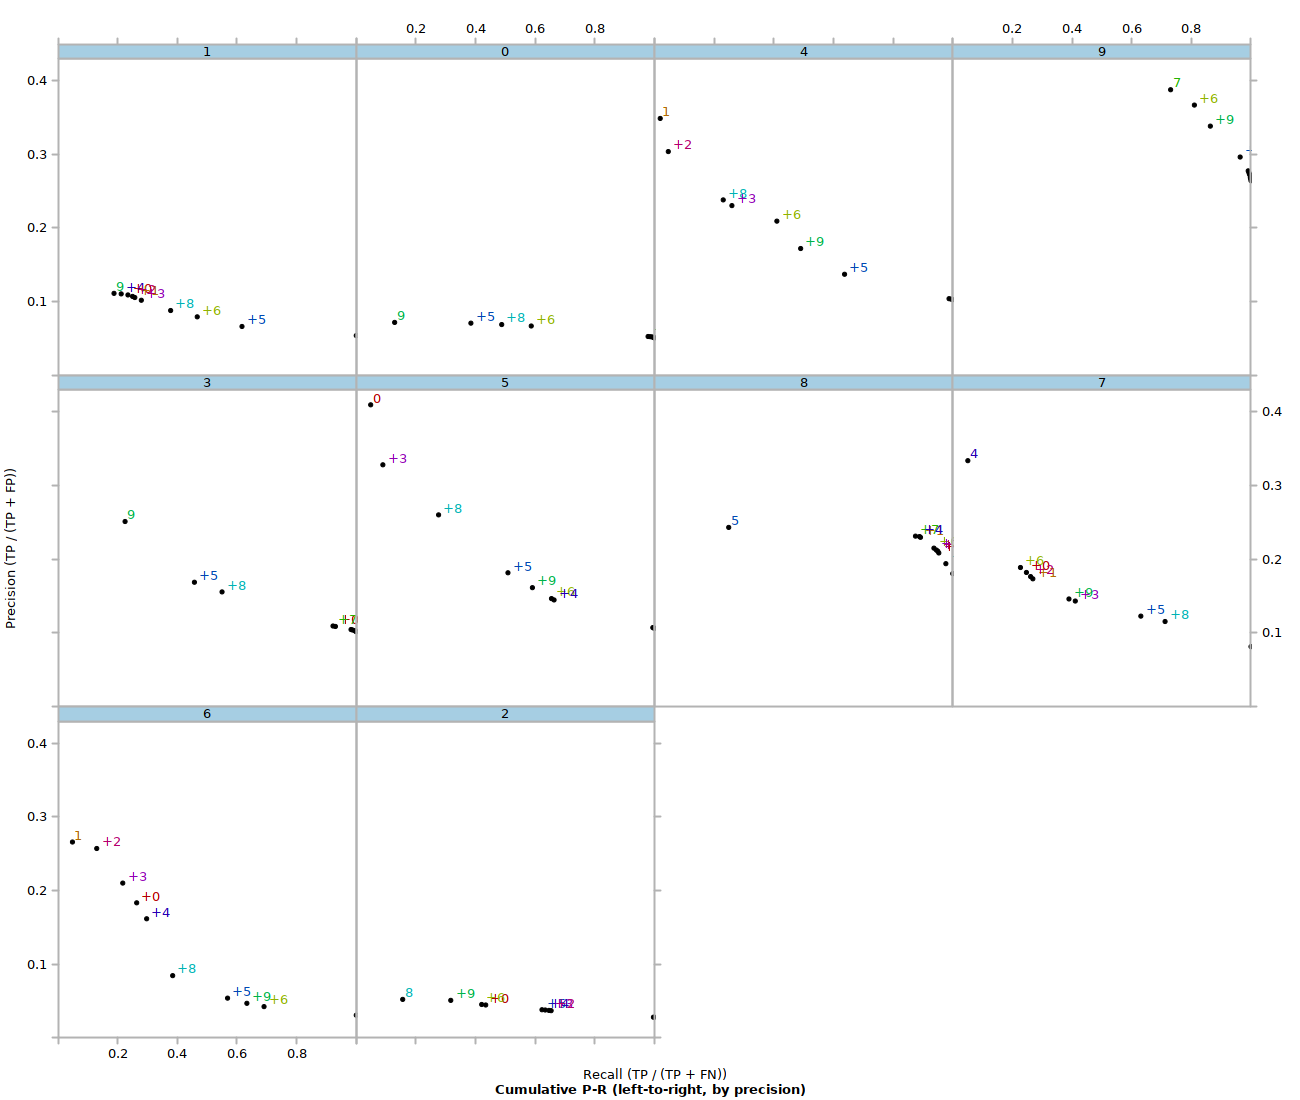 0.2 0.4 0.6 0.8 0.2 0.4 0.6 0.8
1 0 4 9
0.4 7
+6
1 +9
0.3 +2
+8 +3
0.2 +6
+9
+5
0.1 9 +3 +8 +6 +5 9 +5 +8 +6
3 5 8 7
0 0.4
+3 4
9 +8 5 0.3
+4
+5 +8 +5 +9 +6 +4 +6 +0 +2 +1 0.2
+9 +3 +5 +8
0.1
6 2
0.4
0.3
1 +2
+3
0.2 +0
+4
0.1 +8
+5 +9 +6 8 +9 +6 +0
0.2 0.4 0.6 0.8
Precision (TP / (TP + FP))
Recall (TP / (TP + FN))
Cumulative P-R (left-to-right, by precision)